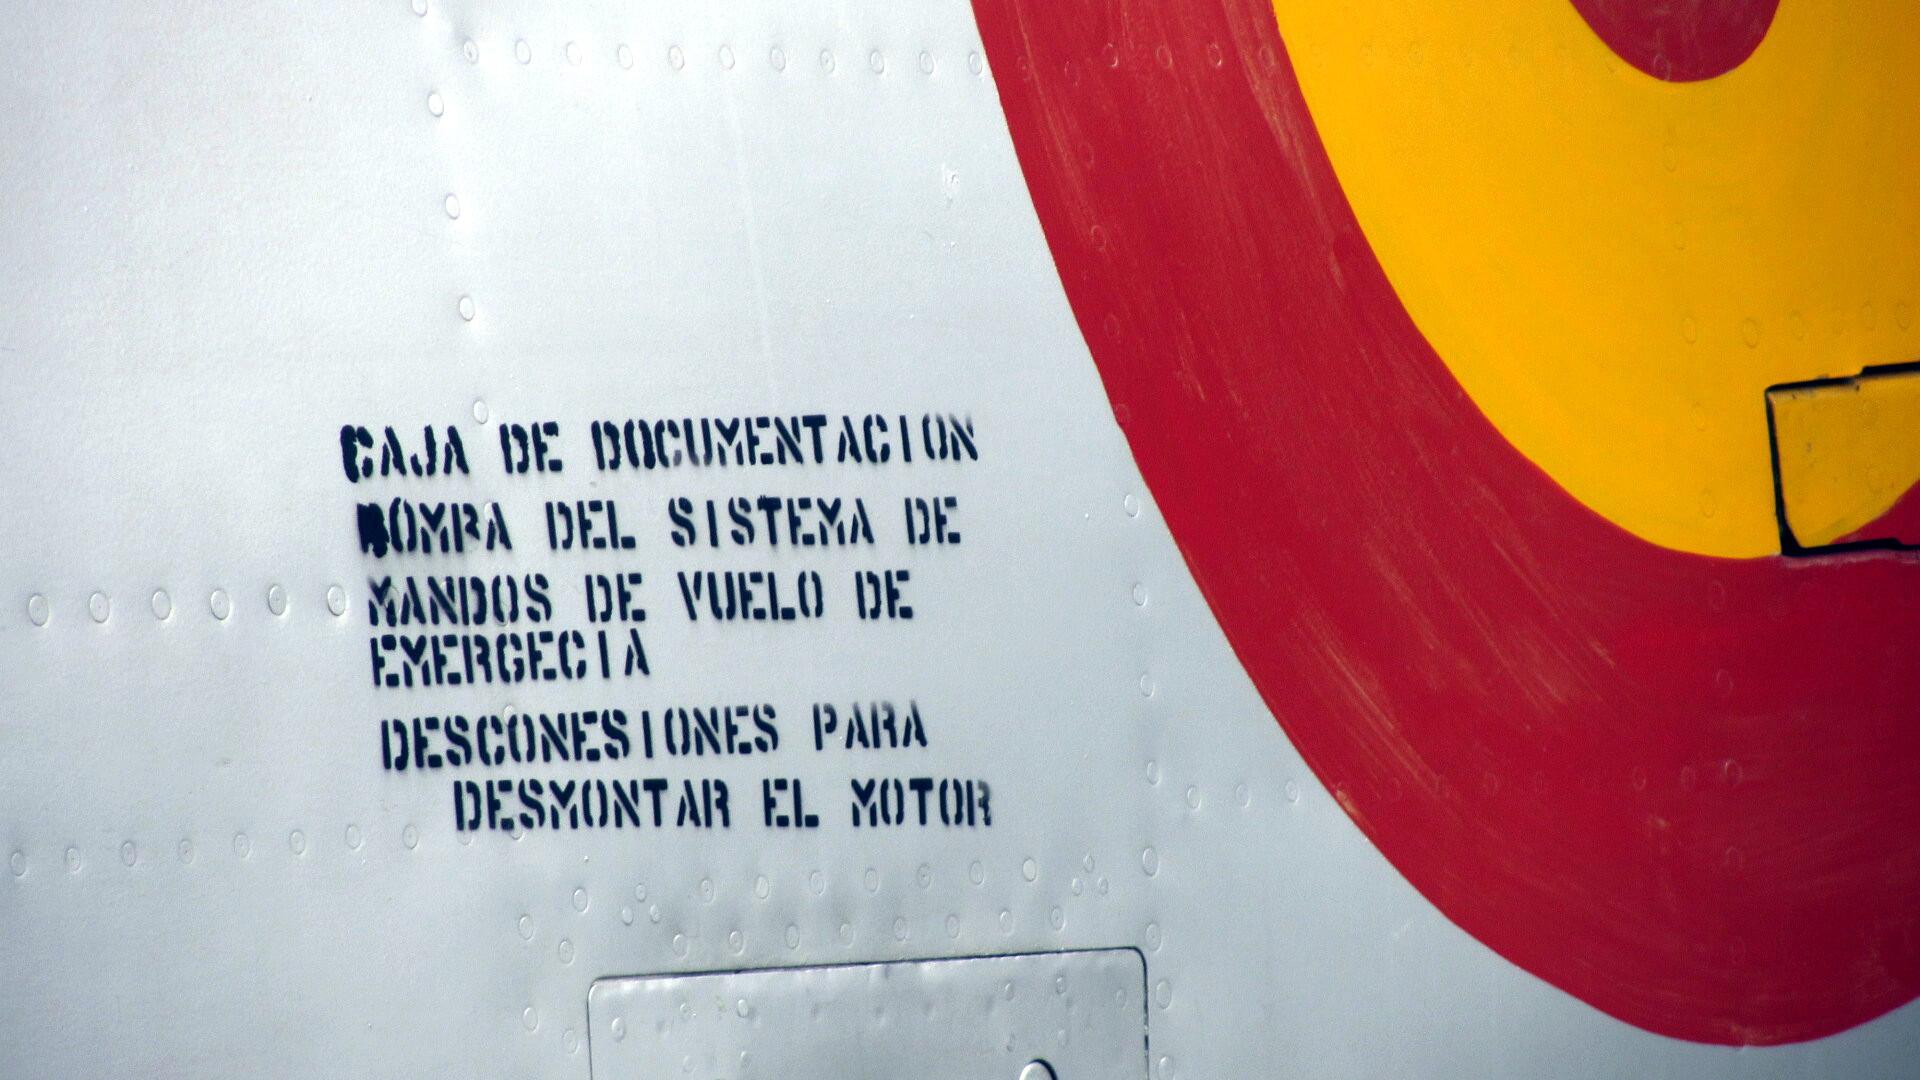 CAJA DE DOCUMENTACION
BOMBA DEL SISTEMA DE
MANDOS DE VUELO DE
EMERGECIA
DESCONESIONES PARA
DESMONTAR EL MOTOR